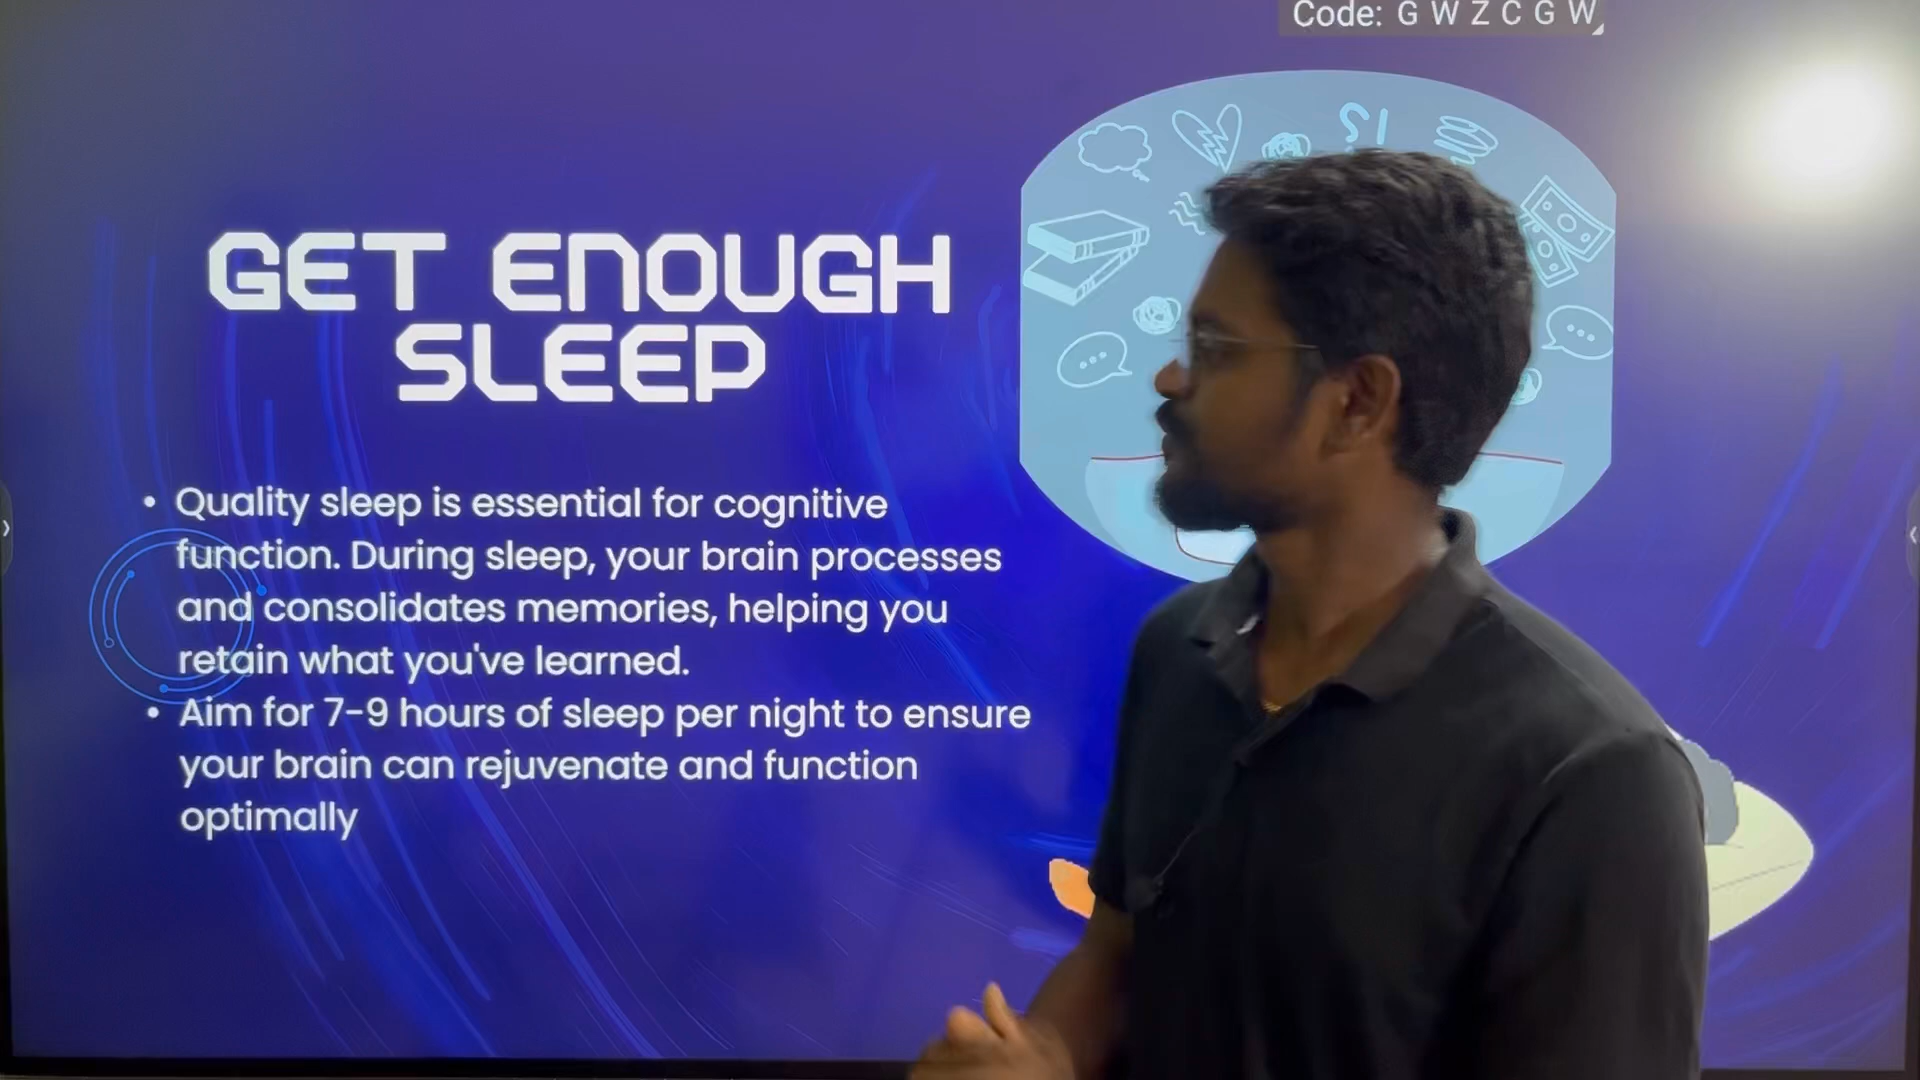 Code: G W Z C G W
GET ENOUGH
SLEEP
• Quality sleep is essential for cognitive
function. During sleep, your brain processes
and consolidates memories, helping you
retain what you've learned.
• Aim for 7-9 hours of sleep per night to ensure
your brain can rejuvenate and function
optimally